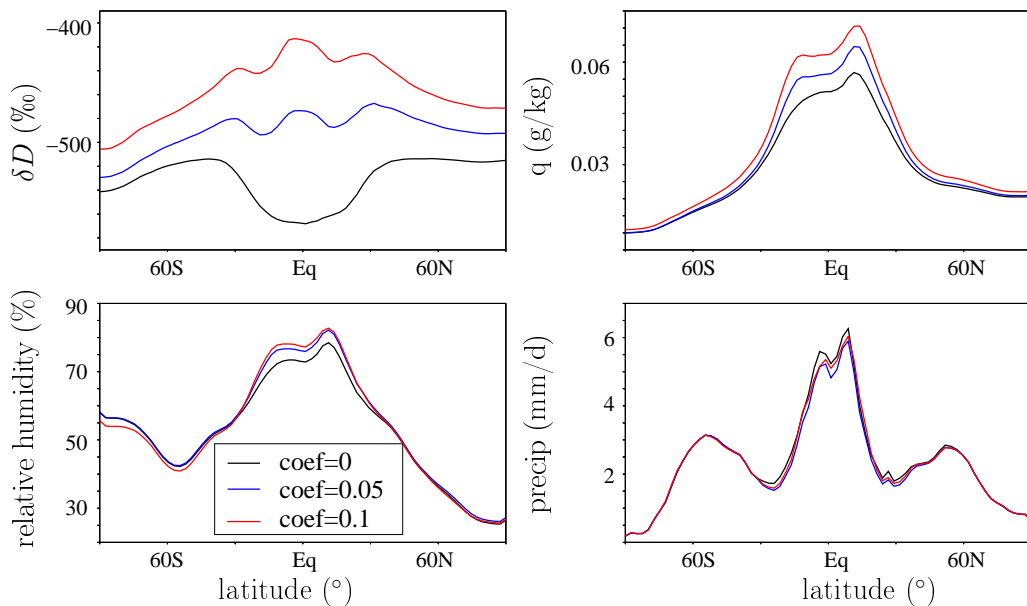 −400
−500
δD (‰)
60S Eq 60N
0.06
0.03
q (g/kg)
60S Eq 60N
90
70
50
30
relative humidity (%)
coef=0
coef=0.05
coef=0.1
60S Eq 60N
latitude (°)
6
4
2
precip (mm/d)
60S Eq 60N
latitude (°)